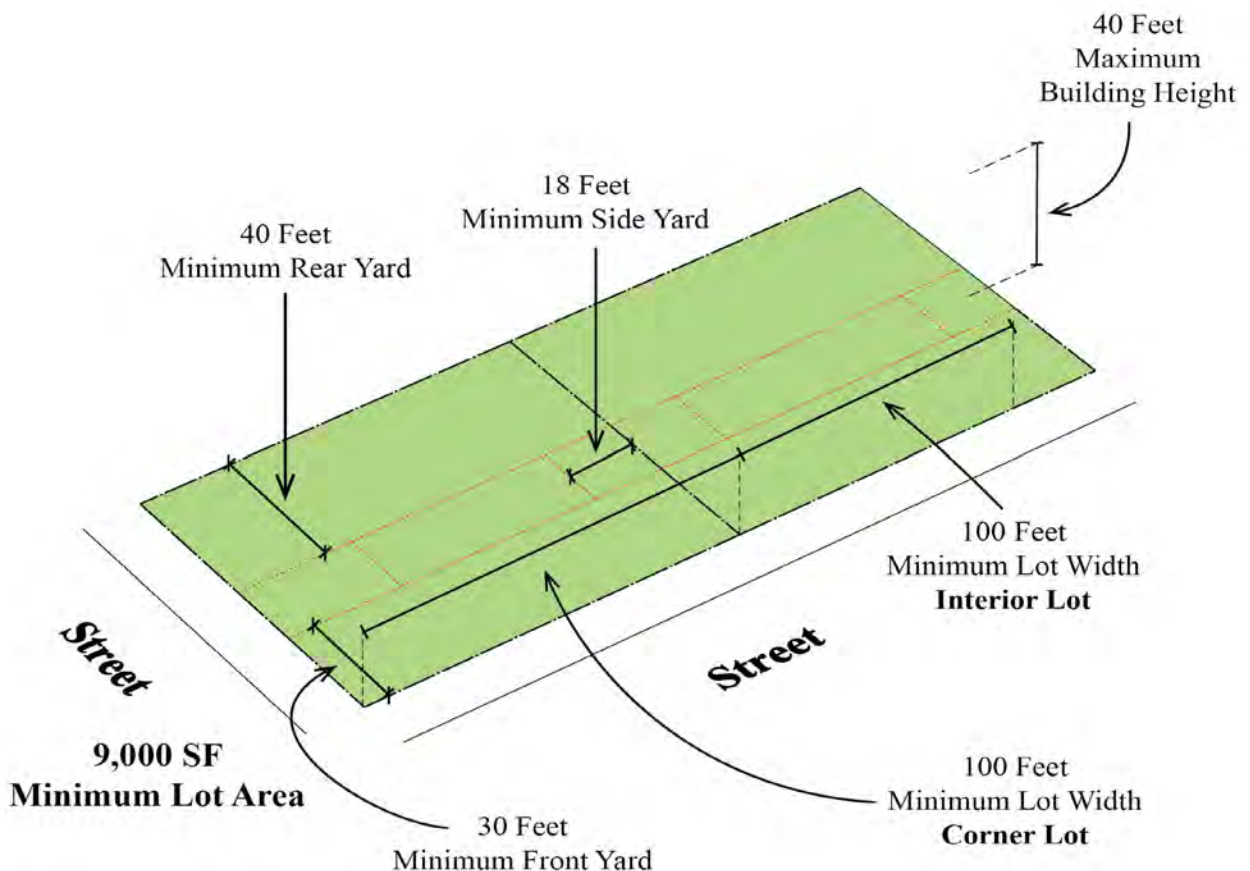 40 Feet
Maximum
Building Height
18 Feet
Minimum Side Yard
40 Feet
Minimum Rear Yard
100 Feet
Minimum Lot Width
Interior Lot
Street
Street
9,000 SF
Minimum Lot Area
100 Feet
Minimum Lot Width
Corner Lot
30 Feet
Minimum Front Yard